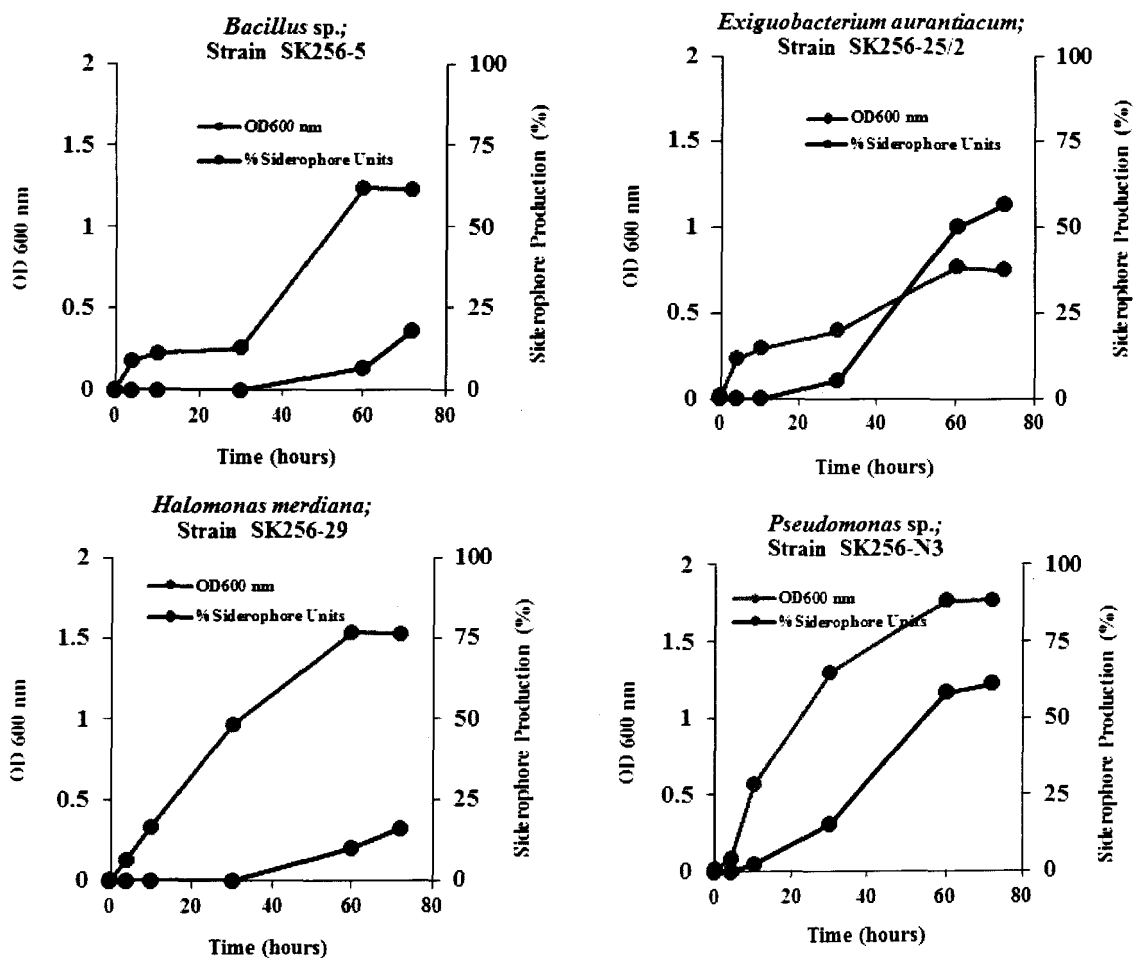 Bacillus sp.;
Strain SK256-5
2
1.5
1
0.5
0
100
75
50
25
0
OD600 nm
% Siderophore Units
OD 600 nm
Siderophore Production (%)
0 20 40 60 80
Time (hours)
Exiguobacterium aurantiacum;
Strain SK256-25/2
2
1.5
1
0.5
0
100
75
50
25
0
OD600 nm
% Siderophore Units
OD 600 nm
Siderophore Production (%)
0 20 40 60 80
Time (hours)
Halomonas merdiana;
Strain SK256-29
2
1.5
1
0.5
0
100
75
50
25
0
OD600 nm
% Siderophore Units
OD 600 nm
Siderophore Production (%)
0 20 40 60 80
Time (hours)
Pseudomonas sp.;
Strain SK256-N3
2
1.5
1
0.5
0
100
75
50
25
0
OD600 nm
% Siderophore Units
OD 600 nm
Siderophore Production (%)
0 20 40 60 80
Time (hours)